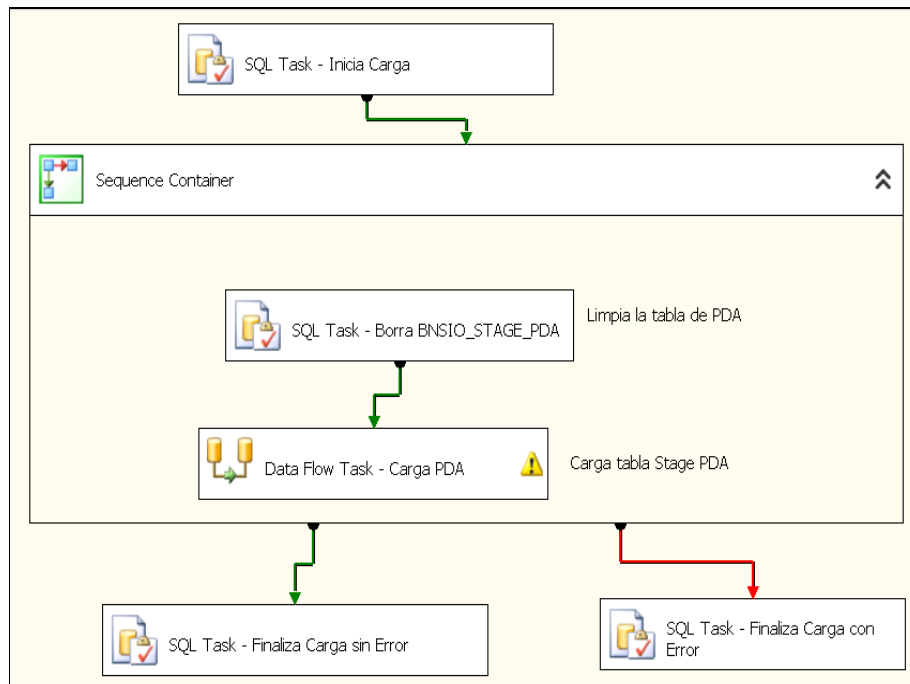 SQL Task - Inicia Carga
Sequence Container
SQL Task - Borra BNSIO_STAGE_PDA
Limpia la tabla de PDA
Data Flow Task - Carga PDA
Carga tabla Stage PDA
SQL Task - Finaliza Carga sin Error
SQL Task - Finaliza Carga con
Error